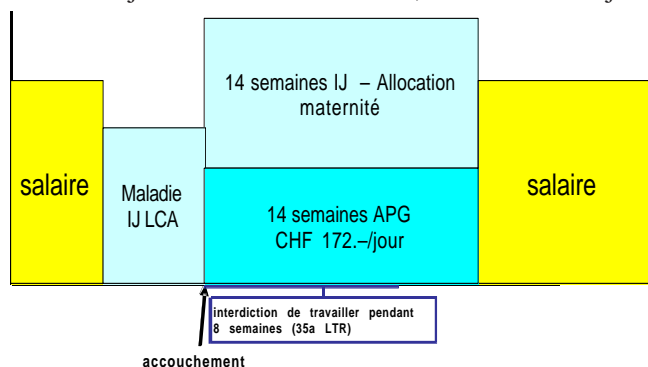 14 semaines IJ – Allocation
maternité
salaire
Maladie
IJ LCA
14 semaines APG
CHF 172.–/jour
salaire
interdiction de travailler pendant
8 semaines (35a LTR)
accouchement